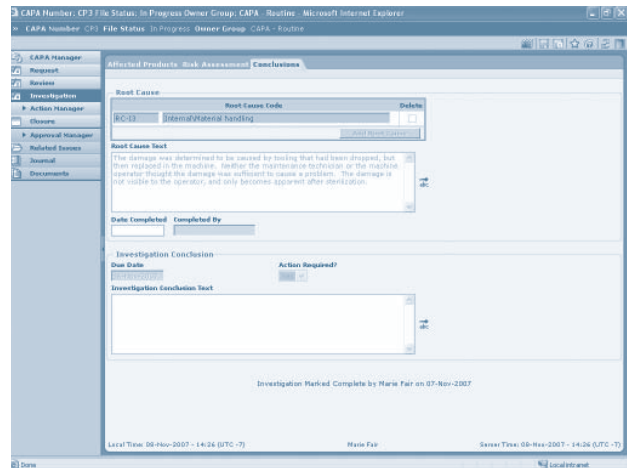 CAPA Number: CP3 File Status: In Progress Owner Group: CAPA - Routine - Microsoft Internet Explorer
CAPA Number CP3 File Status In Progress Owner Group CAPA - Routine
CAPA Manager
Request
Review
Investigation
Action Manager
Closure
Approval Manager
Related Issues
Journal
Documents
Affected Products Risk Assessment Conclusions
Root Cause
Root Cause Code Delete
RC-13 Internal\Material handling
Add Root Cause
Root Cause Text
The damage was determined to be caused by tooling that had been dropped, but
then replaced in the machine. Neither the maintenance technician or the machine
operator thought the damage was sufficient to cause a problem. The damage is
not visible to the operator, and only becomes apparent after sterilization.
abc
Date Completed Completed By
Investigation Conclusion
Due Date Action Required?
Investigation Conclusion Text
abc
Investigation Marked Complete by Marie Fair on 07-Nov-2007
Local Time: 08-Nov-2007 - 14:26 (UTC -7) Marie Fair Server Time: 08-Nov-2007 - 14:26 (UTC -7)
Done Local intranet